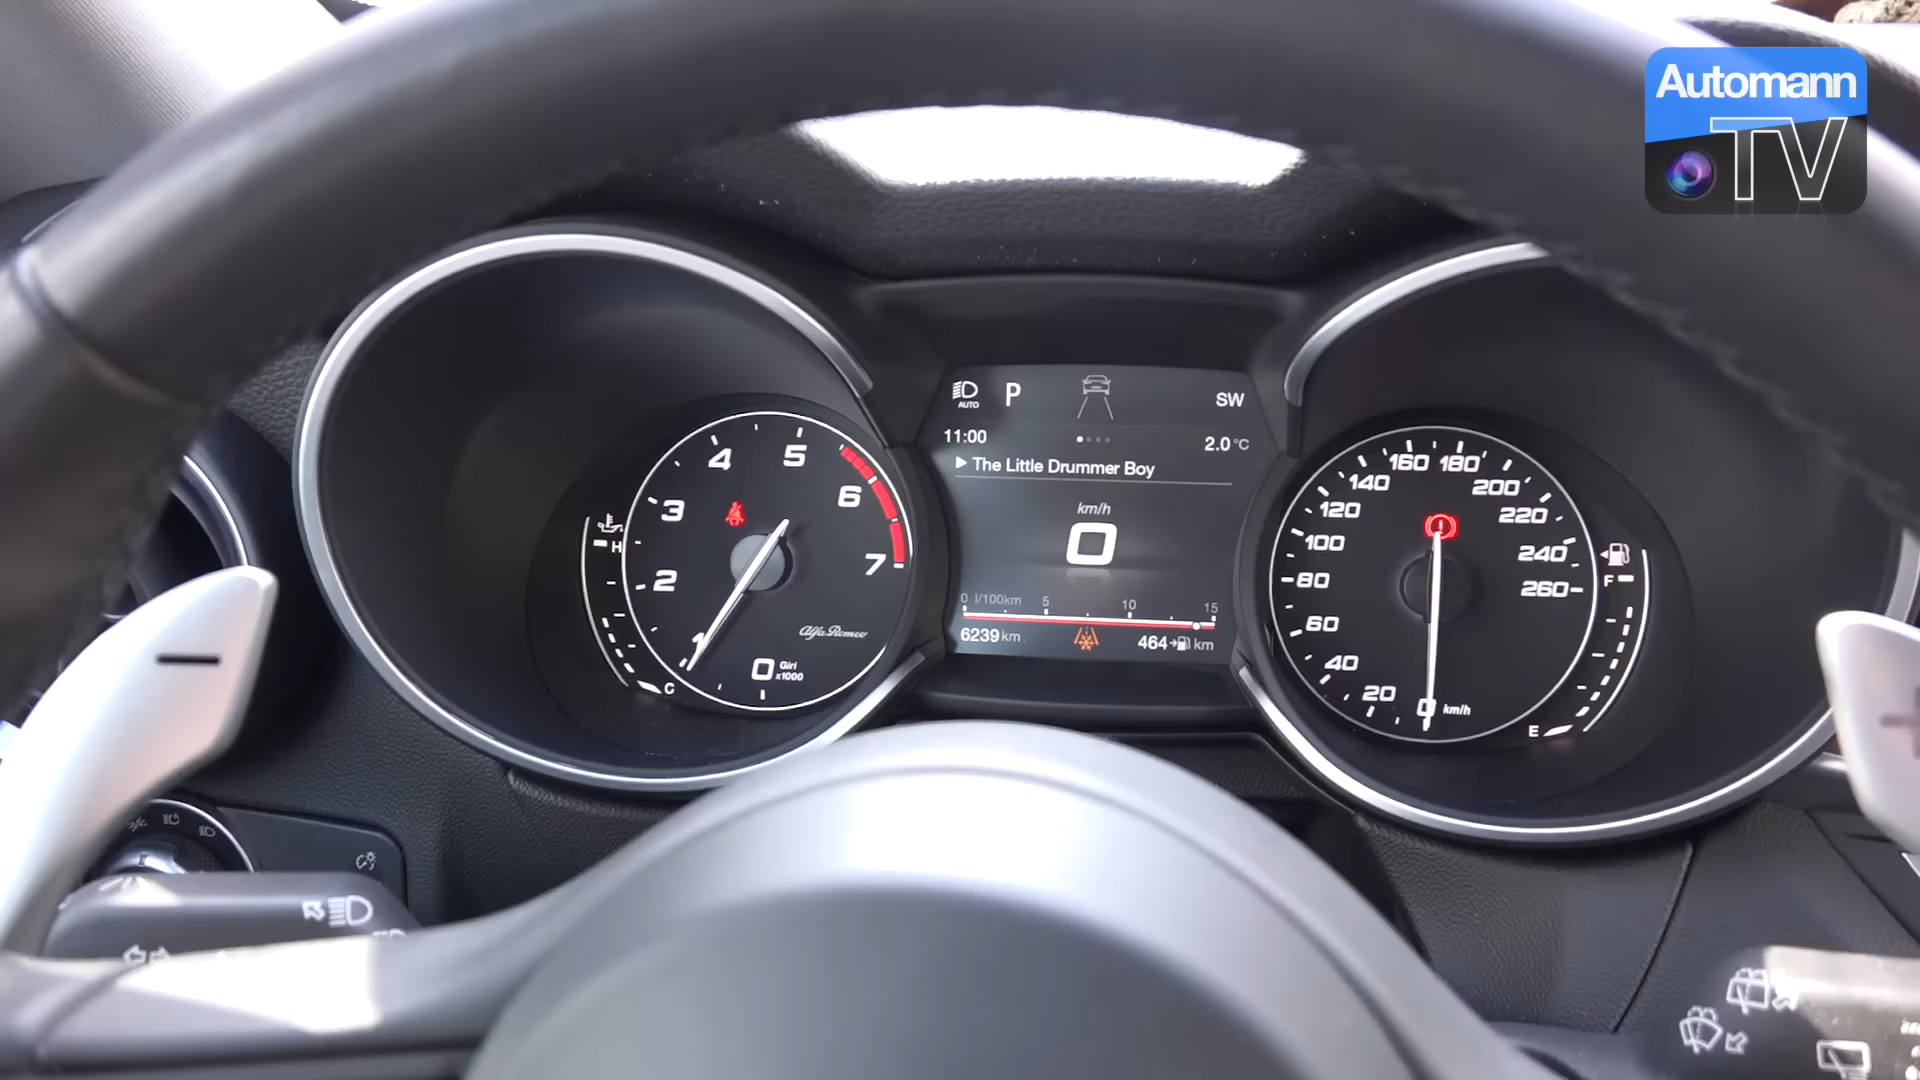 Automann
TV
AUTO
P
SW
11:00
2.0°C
The Little Drummer Boy
km/h
0
0 l/100km 5 10 15
6239 km
464 km
H
C
1
2
3
4
5
6
7
Alfa Romeo
0 Giri
x1000
0
20
40
60
80
100
120
140
160
180
200
220
240
260
km/h
F
E